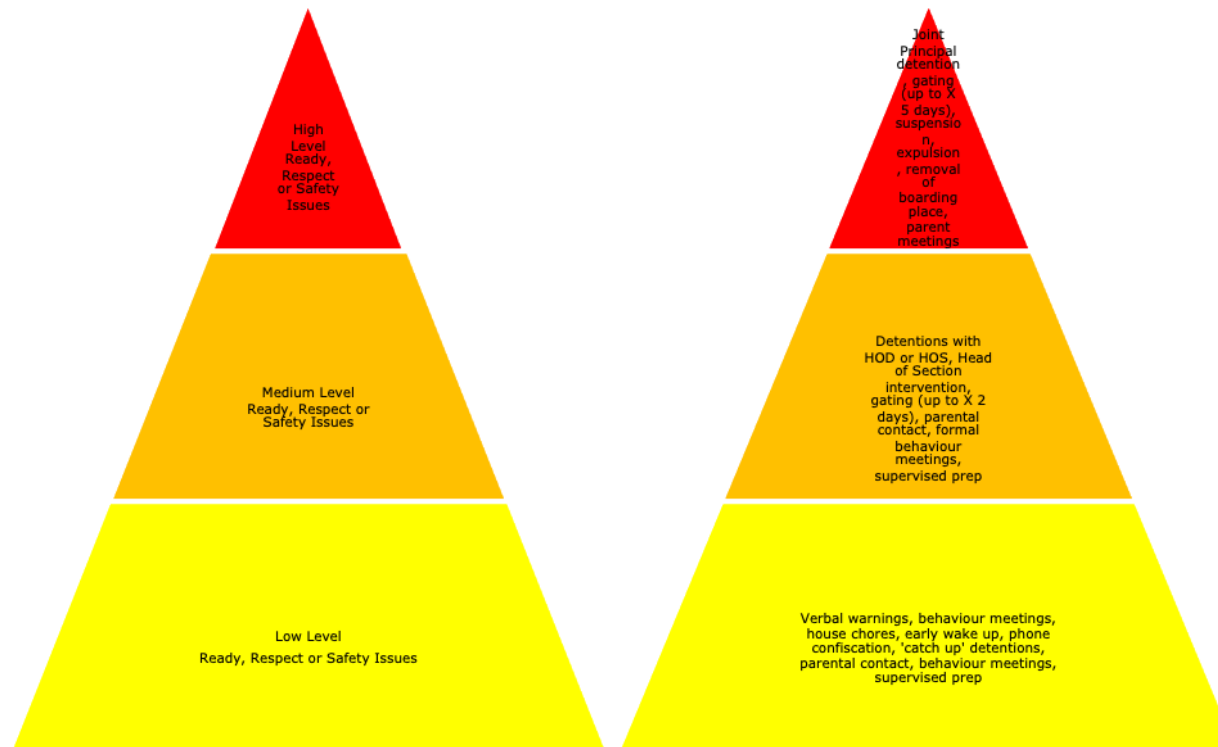 High
Level
Ready,
Respect
or Safety
Issues
Medium Level
Ready, Respect or
Safety Issues
Low Level
Ready, Respect or Safety Issues
Joint
Principal
detention
, gating
(up to X
5 days),
suspensio
n,
expulsion
, removal
of
boarding
place,
parent
meetings
Detentions with
HOD or HOS, Head
of Section
intervention,
gating (up to X 2
days), parental
contact, formal
behaviour
meetings,
supervised prep
Verbal warnings, behaviour meetings,
house chores, early wake up, phone
confiscation, 'catch up' detentions,
parental contact, behaviour meetings,
supervised prep